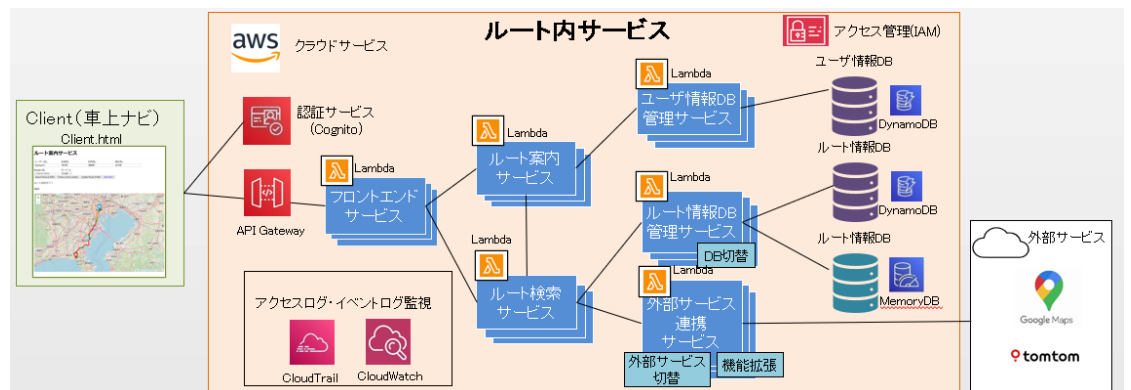 ルート内サービス
aws
クラウドサービス
アクセス管理(IAM)
Client(車上ナビ)
Client.html
ルート案内サービス
認証サービス
(Cognito)
API Gateway
Lambda
フロントエンド
サービス
Lambda
ルート案内
サービス
Lambda
ルート検索
サービス
Lambda
ユーザ情報DB
管理サービス
Lambda
ルート情報DB
管理サービス
DB切替
Lambda
外部サービス
連携
サービス
外部サービス
切替
機能拡張
ユーザ情報DB
DynamoDB
ルート情報DB
DynamoDB
ルート情報DB
MemoryDB
アクセスログ・イベントログ監視
CloudTrail
CloudWatch
外部サービス
Google Maps
tomtom